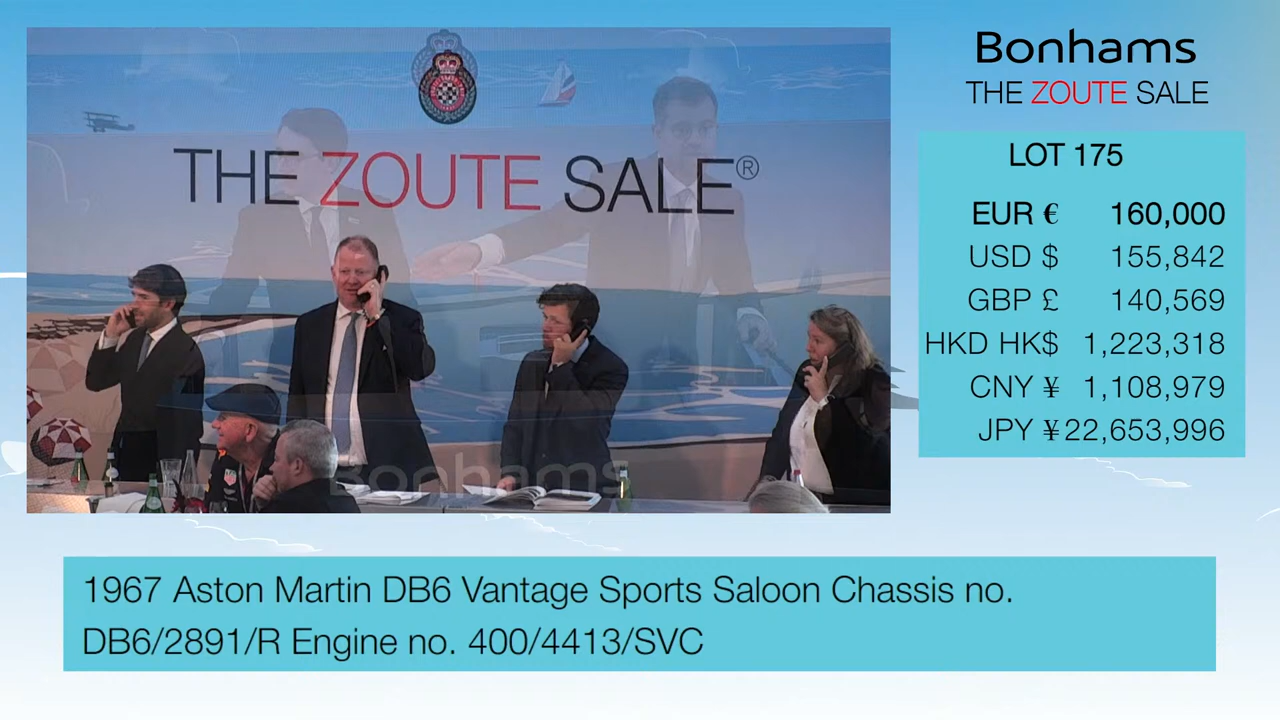 Bonhams
THE ZOUTE SALE
THE ZOUTE SALE®
LOT 175
EUR € 160,000
USD $ 155,842
GBP £ 140,569
HKD HK$ 1,223,318
CNY ¥ 1,108,979
JPY ¥ 22,653,996
Bonhams
1967 Aston Martin DB6 Vantage Sports Saloon Chassis no.
DB6/2891/R Engine no. 400/4413/SVC